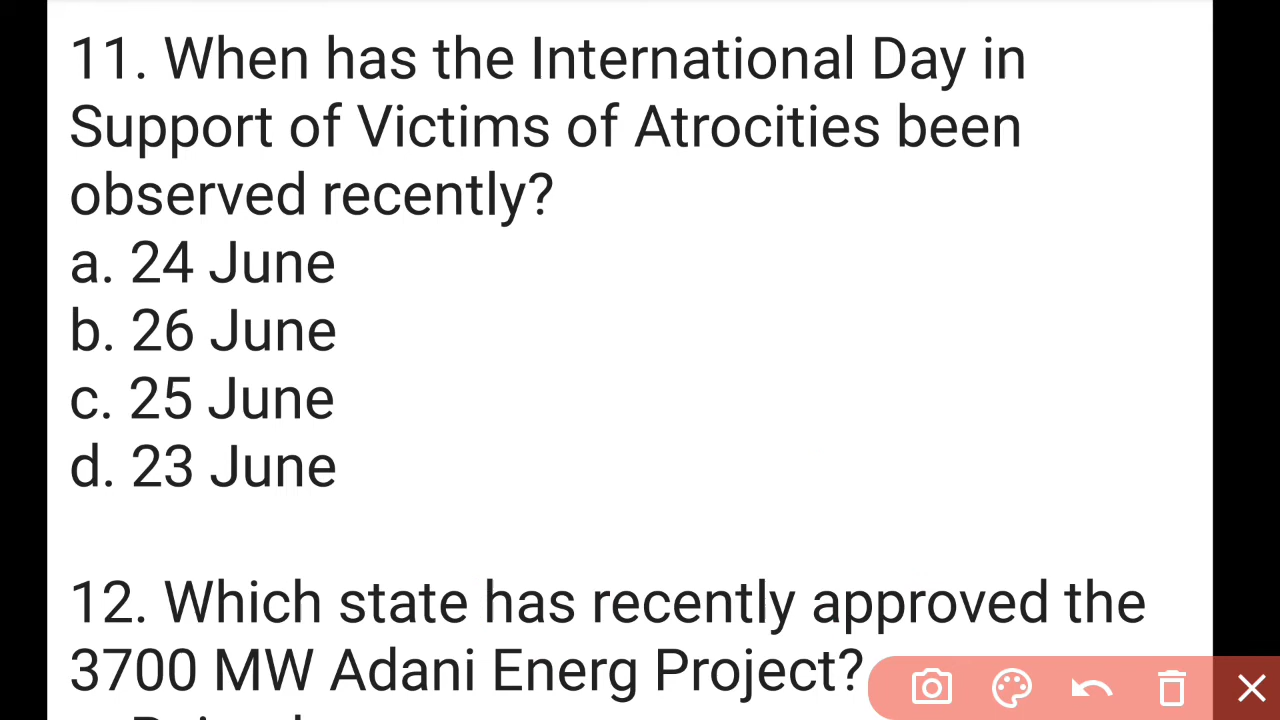 11. When has the International Day in
Support of Victims of Atrocities been
observed recently?
a. 24 June
b. 26 June
c. 25 June
d. 23 June
12. Which state has recently approved the
3700 MW Adani Energ Project?